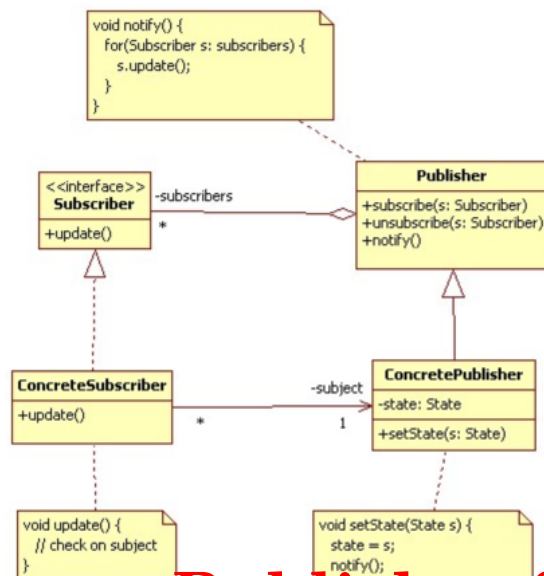 void notify() {
for(Subscriber s: subscribers) {
s.update();
}
}
<<interface>>
Subscriber
+update()
-subscribers
*
Publisher
+subscribe(s: Subscriber)
+unsubscribe(s: Subscriber)
+notify()
ConcreteSubscriber
+update()
*
-subject
1
ConcretePublisher
-state: State
+setState(s: State)
void update() {
// check on subject
}
void setState(State s) {
state = s;
notify();